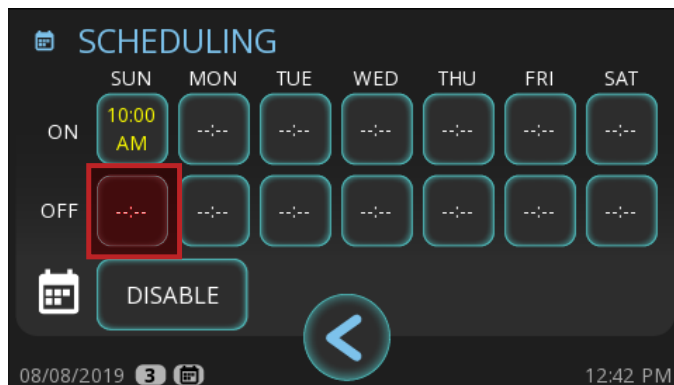 SCHEDULING
SUN MON TUE WED THU FRI SAT
ON 10:00 AM --:-- --:-- --:-- --:-- --:-- --:--
OFF --:-- --:-- --:-- --:-- --:-- --:-- --:--
DISABLE
08/08/2019 3 12:42 PM